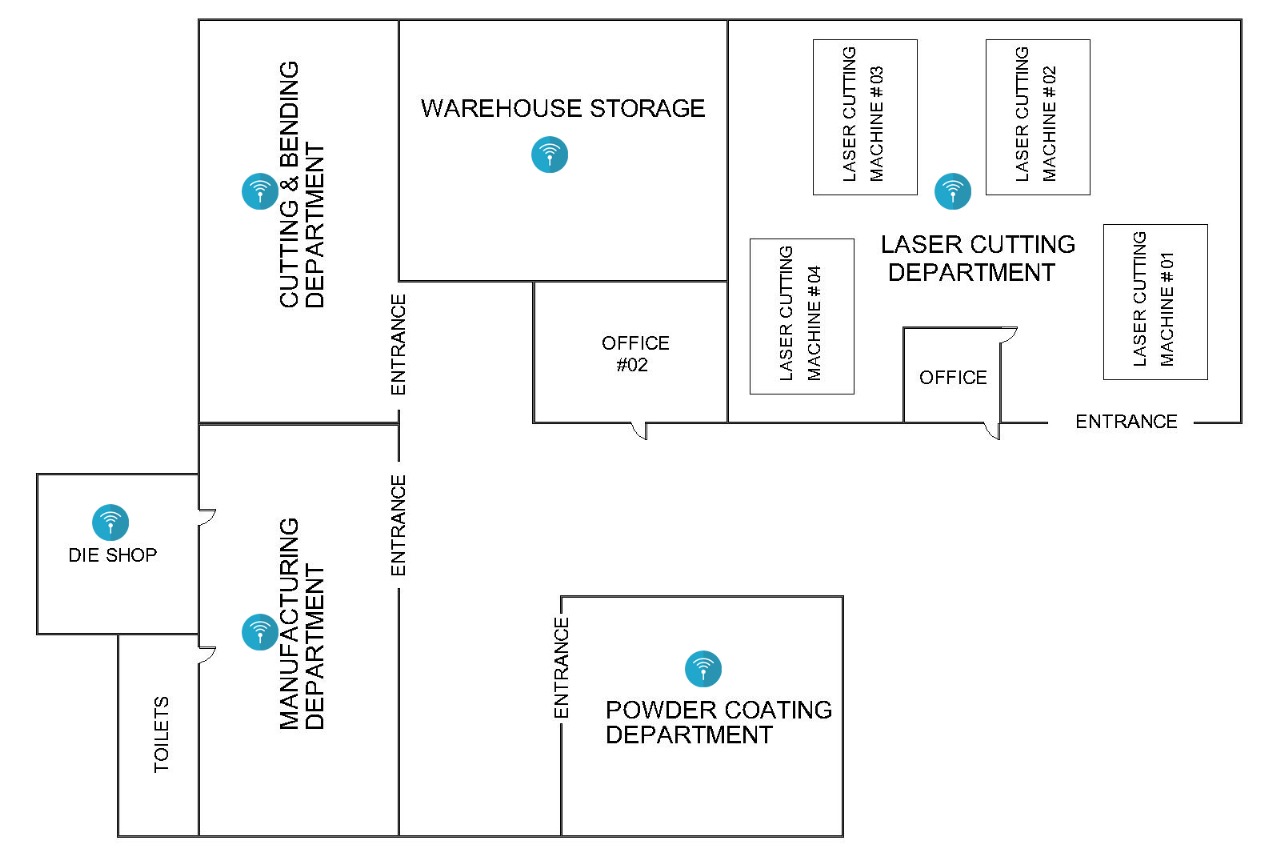 CUTTING & BENDING
DEPARTMENT
WAREHOUSE STORAGE
LASER CUTTING
MACHINE #03
LASER CUTTING
MACHINE #02
LASER CUTTING
DEPARTMENT
LASER CUTTING
MACHINE #04
LASER CUTTING
MACHINE #01
ENTRANCE
OFFICE
#02
OFFICE
ENTRANCE
DIE SHOP
ENTRANCE
MANUFACTURING
DEPARTMENT
ENTRANCE
POWDER COATING
DEPARTMENT
TOILETS